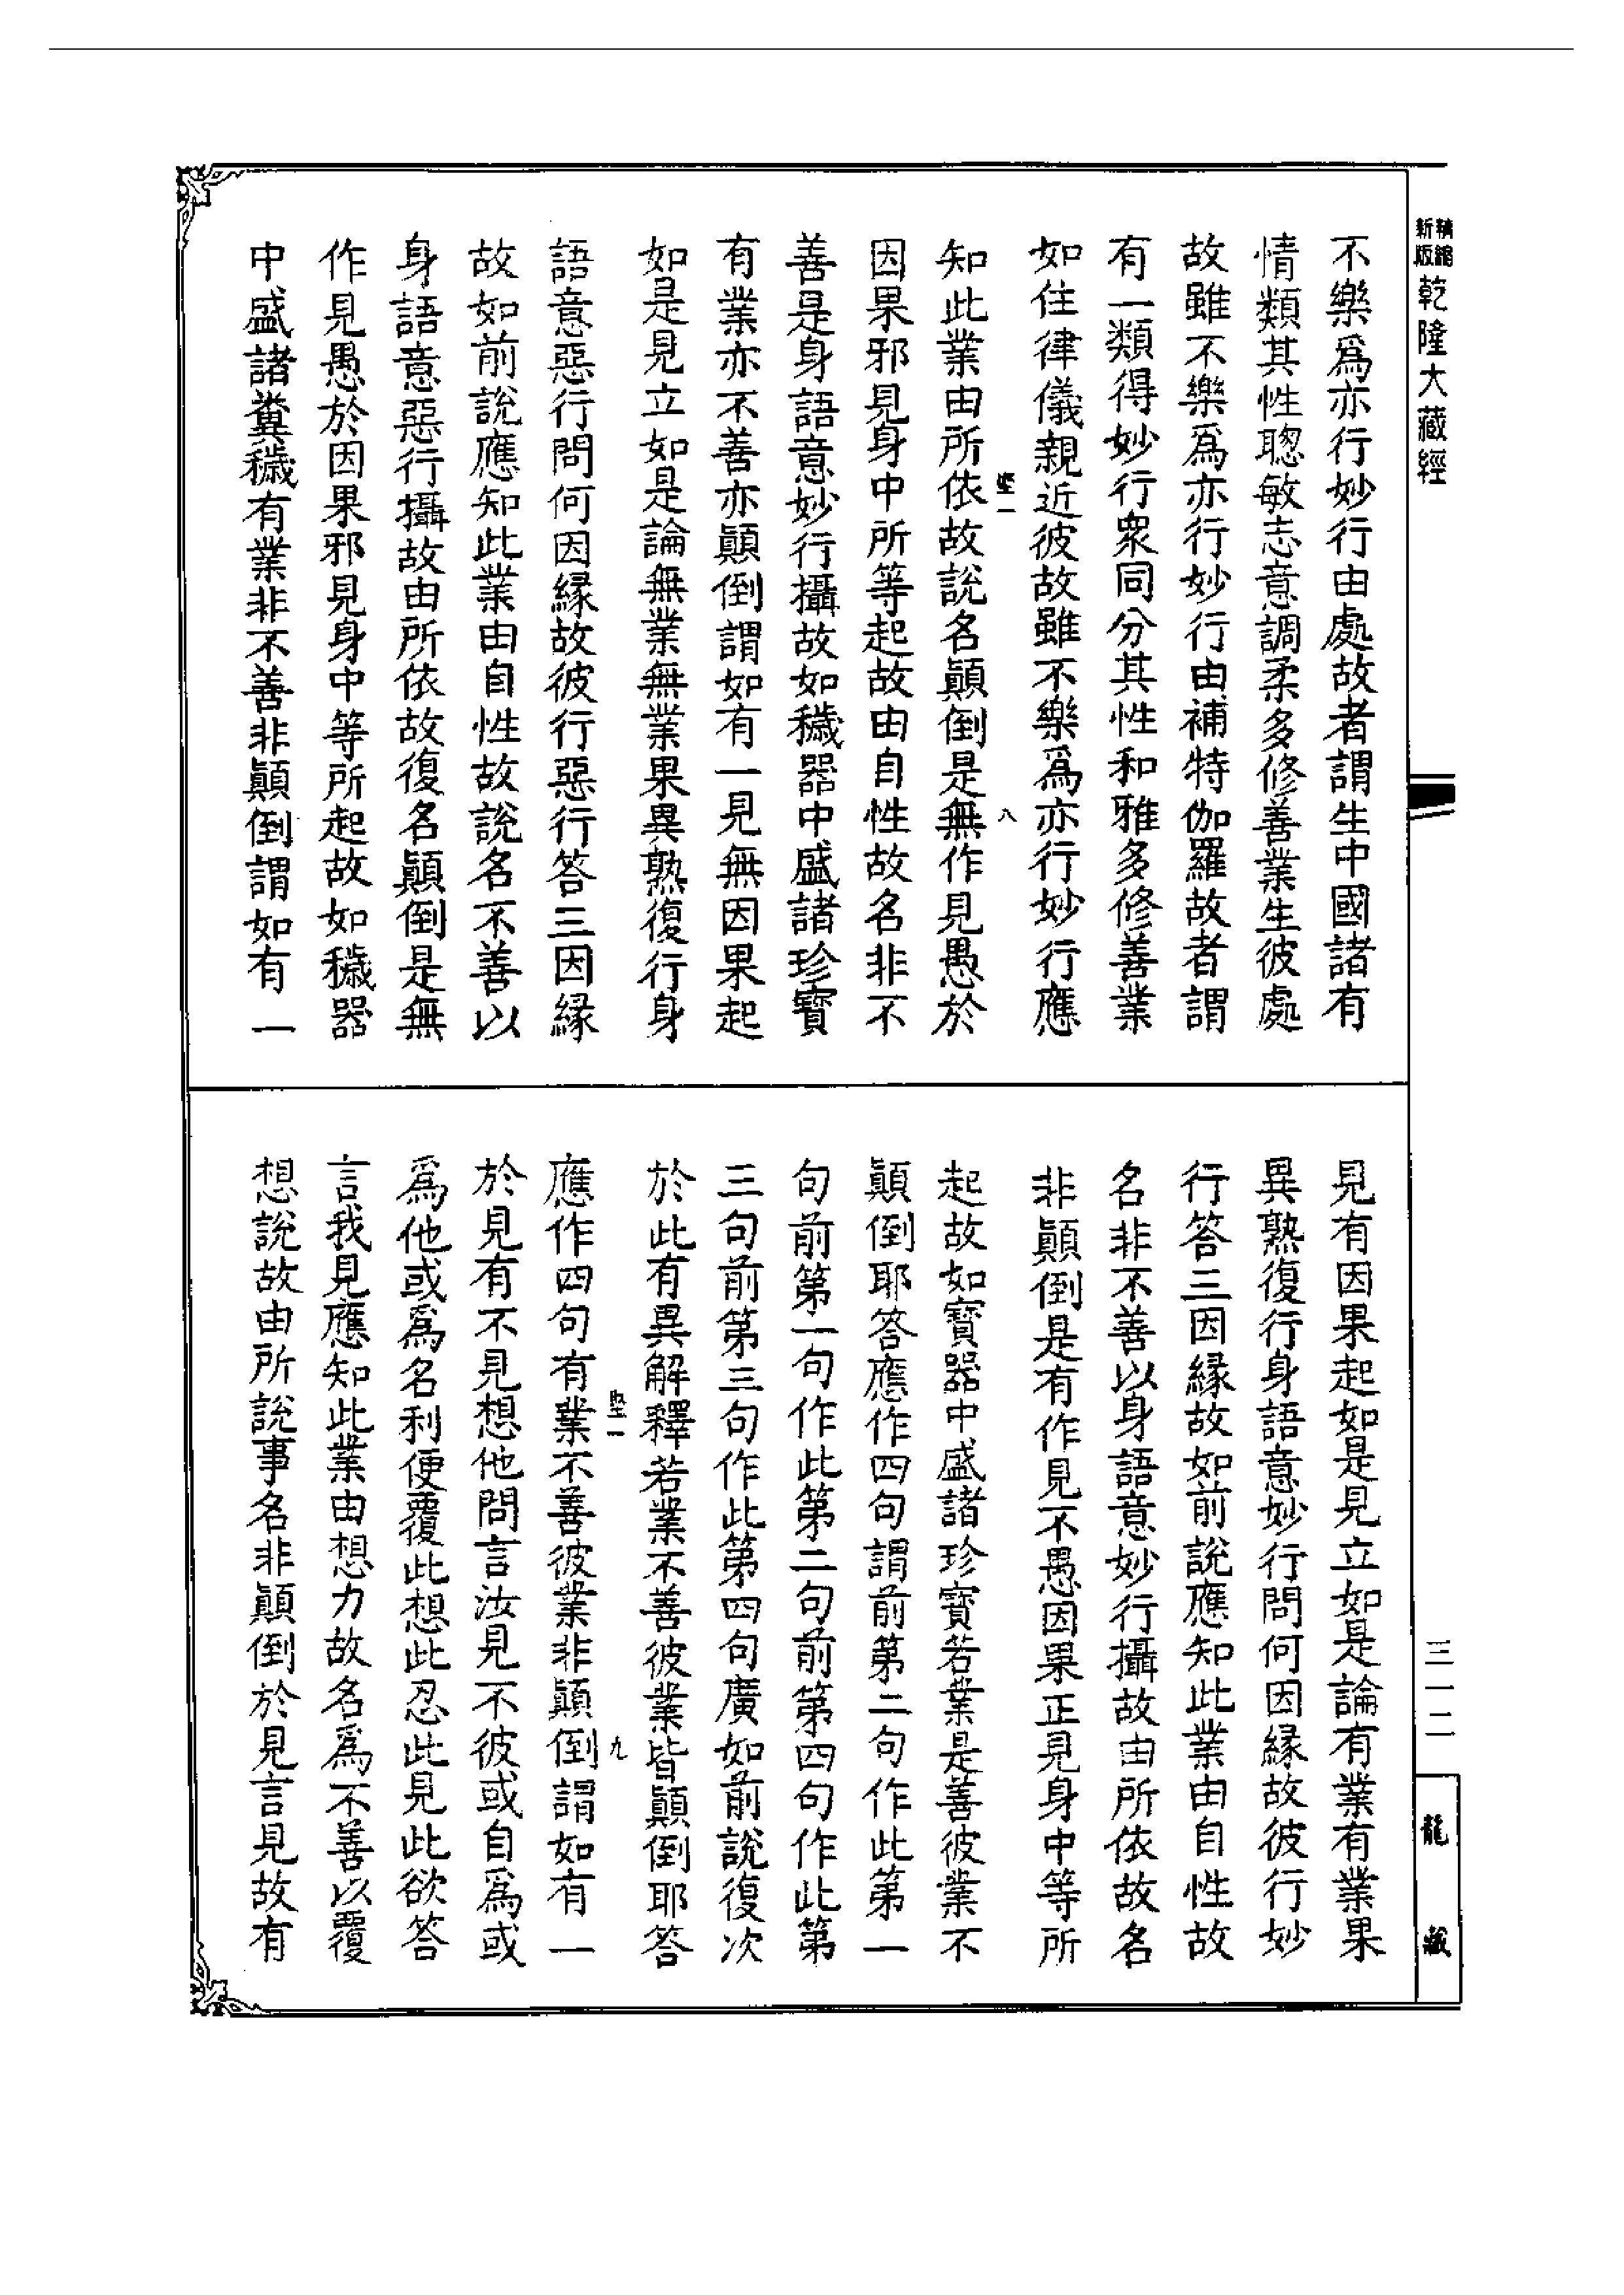 新版精縮
乾隆大藏經
三一二
龍藏
不樂爲亦行妙行由處故者謂生中國諸有
情類其性聰敏志意調柔多修善業生彼處
故雖不樂爲亦行妙行由補特伽羅故者謂
有一類得妙行衆同分其性和雅多修善業
如住律儀親近彼故雖不樂爲亦行妙行應
堅一
八
知此業由所依故說名顚倒是無作見愚於
因果邪見身中所等起故由自性故名非不
善是身語意妙行攝故如穢器中盛諸珍寶
有業亦不善亦顚倒謂如有一見無因果起
如是見立如是論無業無業果異熟復行身
語意惡行問何因緣故彼行惡行答三因緣
故如前說應知此業由自性故說名不善以
身語意惡行攝故由所依故復名顚倒是無
作見愚於因果邪見身中等所起故如穢器
中盛諸糞穢有業非不善非顚倒謂如有一
見有因果起如是見立如是論有業有業果
異熟復行身語意妙行問何因緣故彼行妙
行答三因緣故如前說應知此業由自性故
名非不善以身語意妙行攝故由所依故名
非顚倒是有作見不愚因果正見身中等所
起故如寶器中盛諸珍寶若業是善彼業不
顚倒耶答應作四句謂前第二句作此第一
句前第一句作此第二句前第四句作此第
三句前第三句作此第四句廣如前說復次
於此有異解釋若業不善彼業皆顚倒耶答
堅一
九
應作四句有業不善彼業非顚倒謂如有一
於見有不見想他問言汝見不彼或自爲或
爲他或爲名利便覆此想此忍此見此欲答
言我見應知此業由想力故名爲不善以覆
想說故由所說事名非顚倒於見言見故有